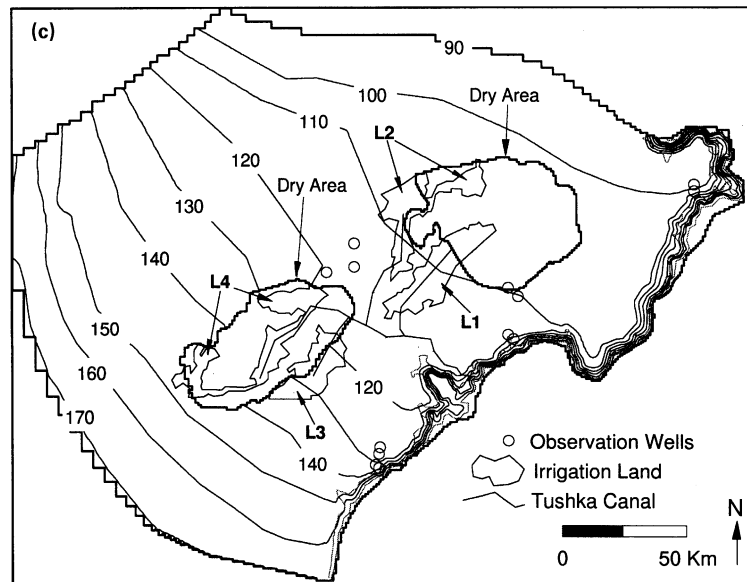 (c)
90
100
Dry Area
110
L2
120
Dry Area
130
140
L4
150
L1
160
120
170
L3
140
Observation Wells
Irrigation Land
Tushka Canal
N
0 50 Km